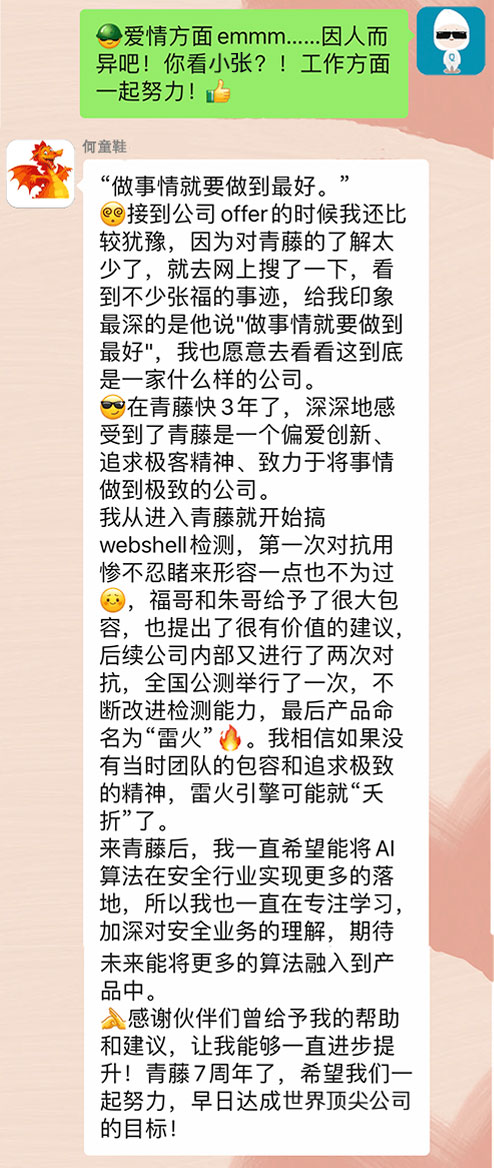 爱情方面emmm……因人而
异吧！你看小张？！工作方面
一起努力！
何童鞋
“做事情就要做到最好。”
接到公司offer的时候我还比
较犹豫，因为对青藤的了解太
少了，就去网上搜了一下，看
到不少张福的事迹，给我印象
最深的是他说"做事情就要做到
最好"，我也愿意去看看这到底
是一家什么样的公司。
在青藤快3年了，深深地感
受到了青藤是一个偏爱创新、
追求极客精神、致力于将事情
做到极致的公司。
我从进入青藤就开始搞
webshell检测，第一次对抗用
惨不忍睹来形容一点也不为过
，福哥和朱哥给予了很大包
容，也提出了很有价值的建议，
后续公司内部又进行了两次对
抗，全国公测举行了一次，不
断改进检测能力，最后产品命
名为“雷火”。我相信如果没
有当时团队的包容和追求极致
的精神，雷火引擎可能就“夭
折”了。
来青藤后，我一直希望能将AI
算法在安全行业实现更多的落
地，所以我也一直在专注学习，
加深对安全业务的理解，期待
未来能将更多的算法融入到产
品中。
感谢伙伴们曾给予我的帮助
和建议，让我能够一直进步提
升！青藤7周年了，希望我们一
起努力，早日达成世界顶尖公司
的目标！